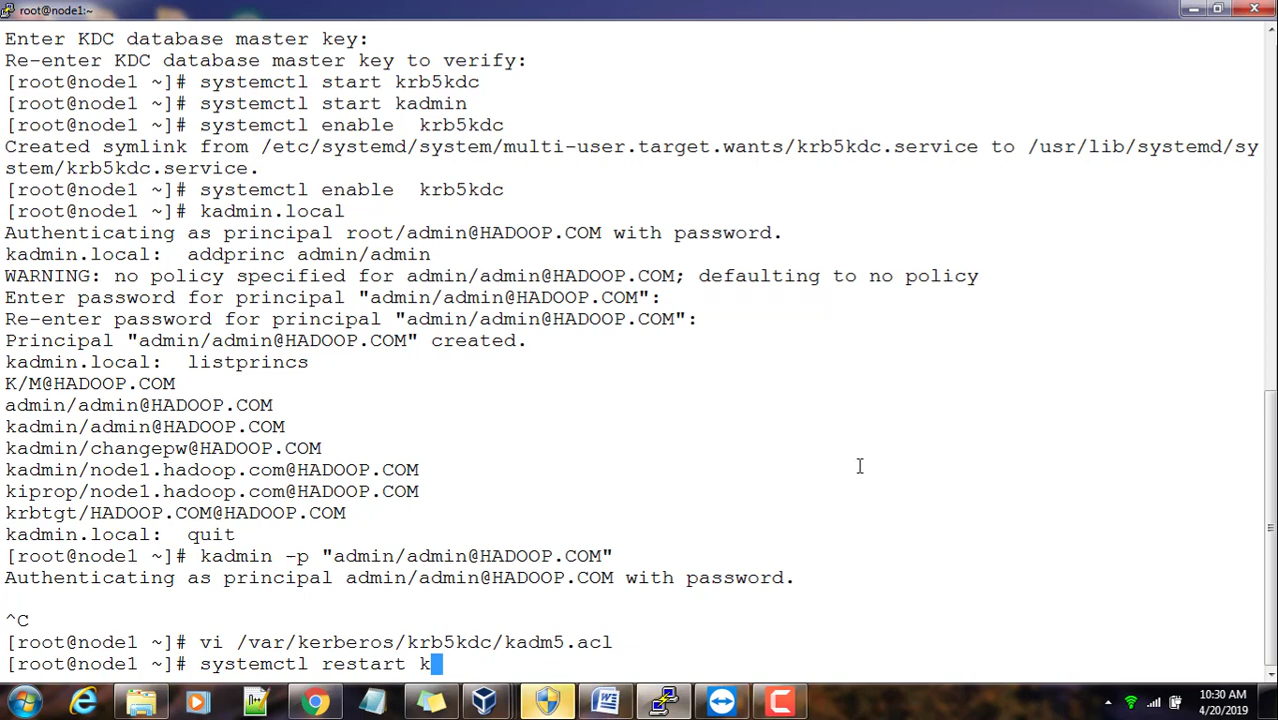 root@node1:~
Enter KDC database master key:
Re-enter KDC database master key to verify:
[root@node1 ~]# systemctl start krb5kdc
[root@node1 ~]# systemctl start kadmin
[root@node1 ~]# systemctl enable  krb5kdc
Created symlink from /etc/systemd/system/multi-user.target.wants/krb5kdc.service to /usr/lib/systemd/sy
stem/krb5kdc.service.
[root@node1 ~]# systemctl enable  krb5kdc
[root@node1 ~]# kadmin.local
Authenticating as principal root/admin@HADOOP.COM with password.
kadmin.local:  addprinc admin/admin
WARNING: no policy specified for admin/admin@HADOOP.COM; defaulting to no policy
Enter password for principal "admin/admin@HADOOP.COM":
Re-enter password for principal "admin/admin@HADOOP.COM":
Principal "admin/admin@HADOOP.COM" created.
kadmin.local:  listprincs
K/M@HADOOP.COM
admin/admin@HADOOP.COM
kadmin/admin@HADOOP.COM
kadmin/changepw@HADOOP.COM
kadmin/node1.hadoop.com@HADOOP.COM
kiprop/node1.hadoop.com@HADOOP.COM
krbtgt/HADOOP.COM@HADOOP.COM
kadmin.local:  quit
[root@node1 ~]# kadmin -p "admin/admin@HADOOP.COM"
Authenticating as principal admin/admin@HADOOP.COM with password.
^C
[root@node1 ~]# vi /var/kerberos/krb5kdc/kadm5.acl
[root@node1 ~]# systemctl restart k
10:30 AM
4/20/2019